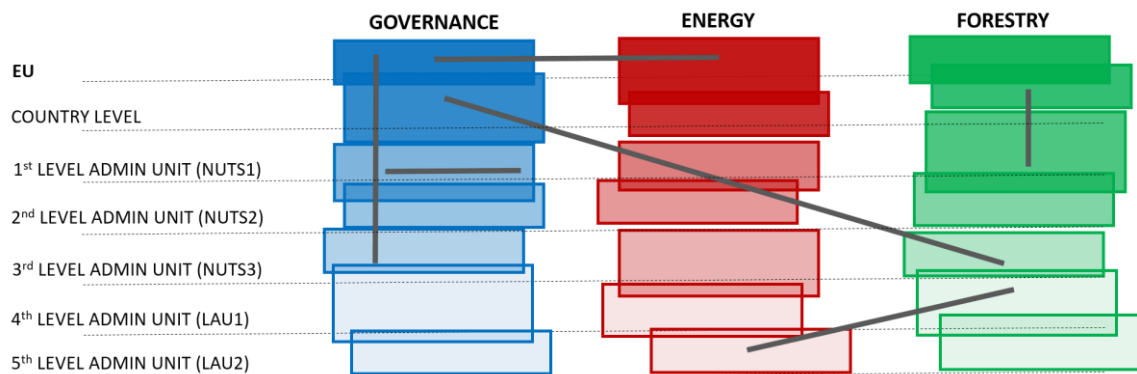 GOVERNANCE ENERGY FORESTRY
EU
COUNTRY LEVEL
1st LEVEL ADMIN UNIT (NUTS1)
2nd LEVEL ADMIN UNIT (NUTS2)
3rd LEVEL ADMIN UNIT (NUTS3)
4th LEVEL ADMIN UNIT (LAU1)
5th LEVEL ADMIN UNIT (LAU2)